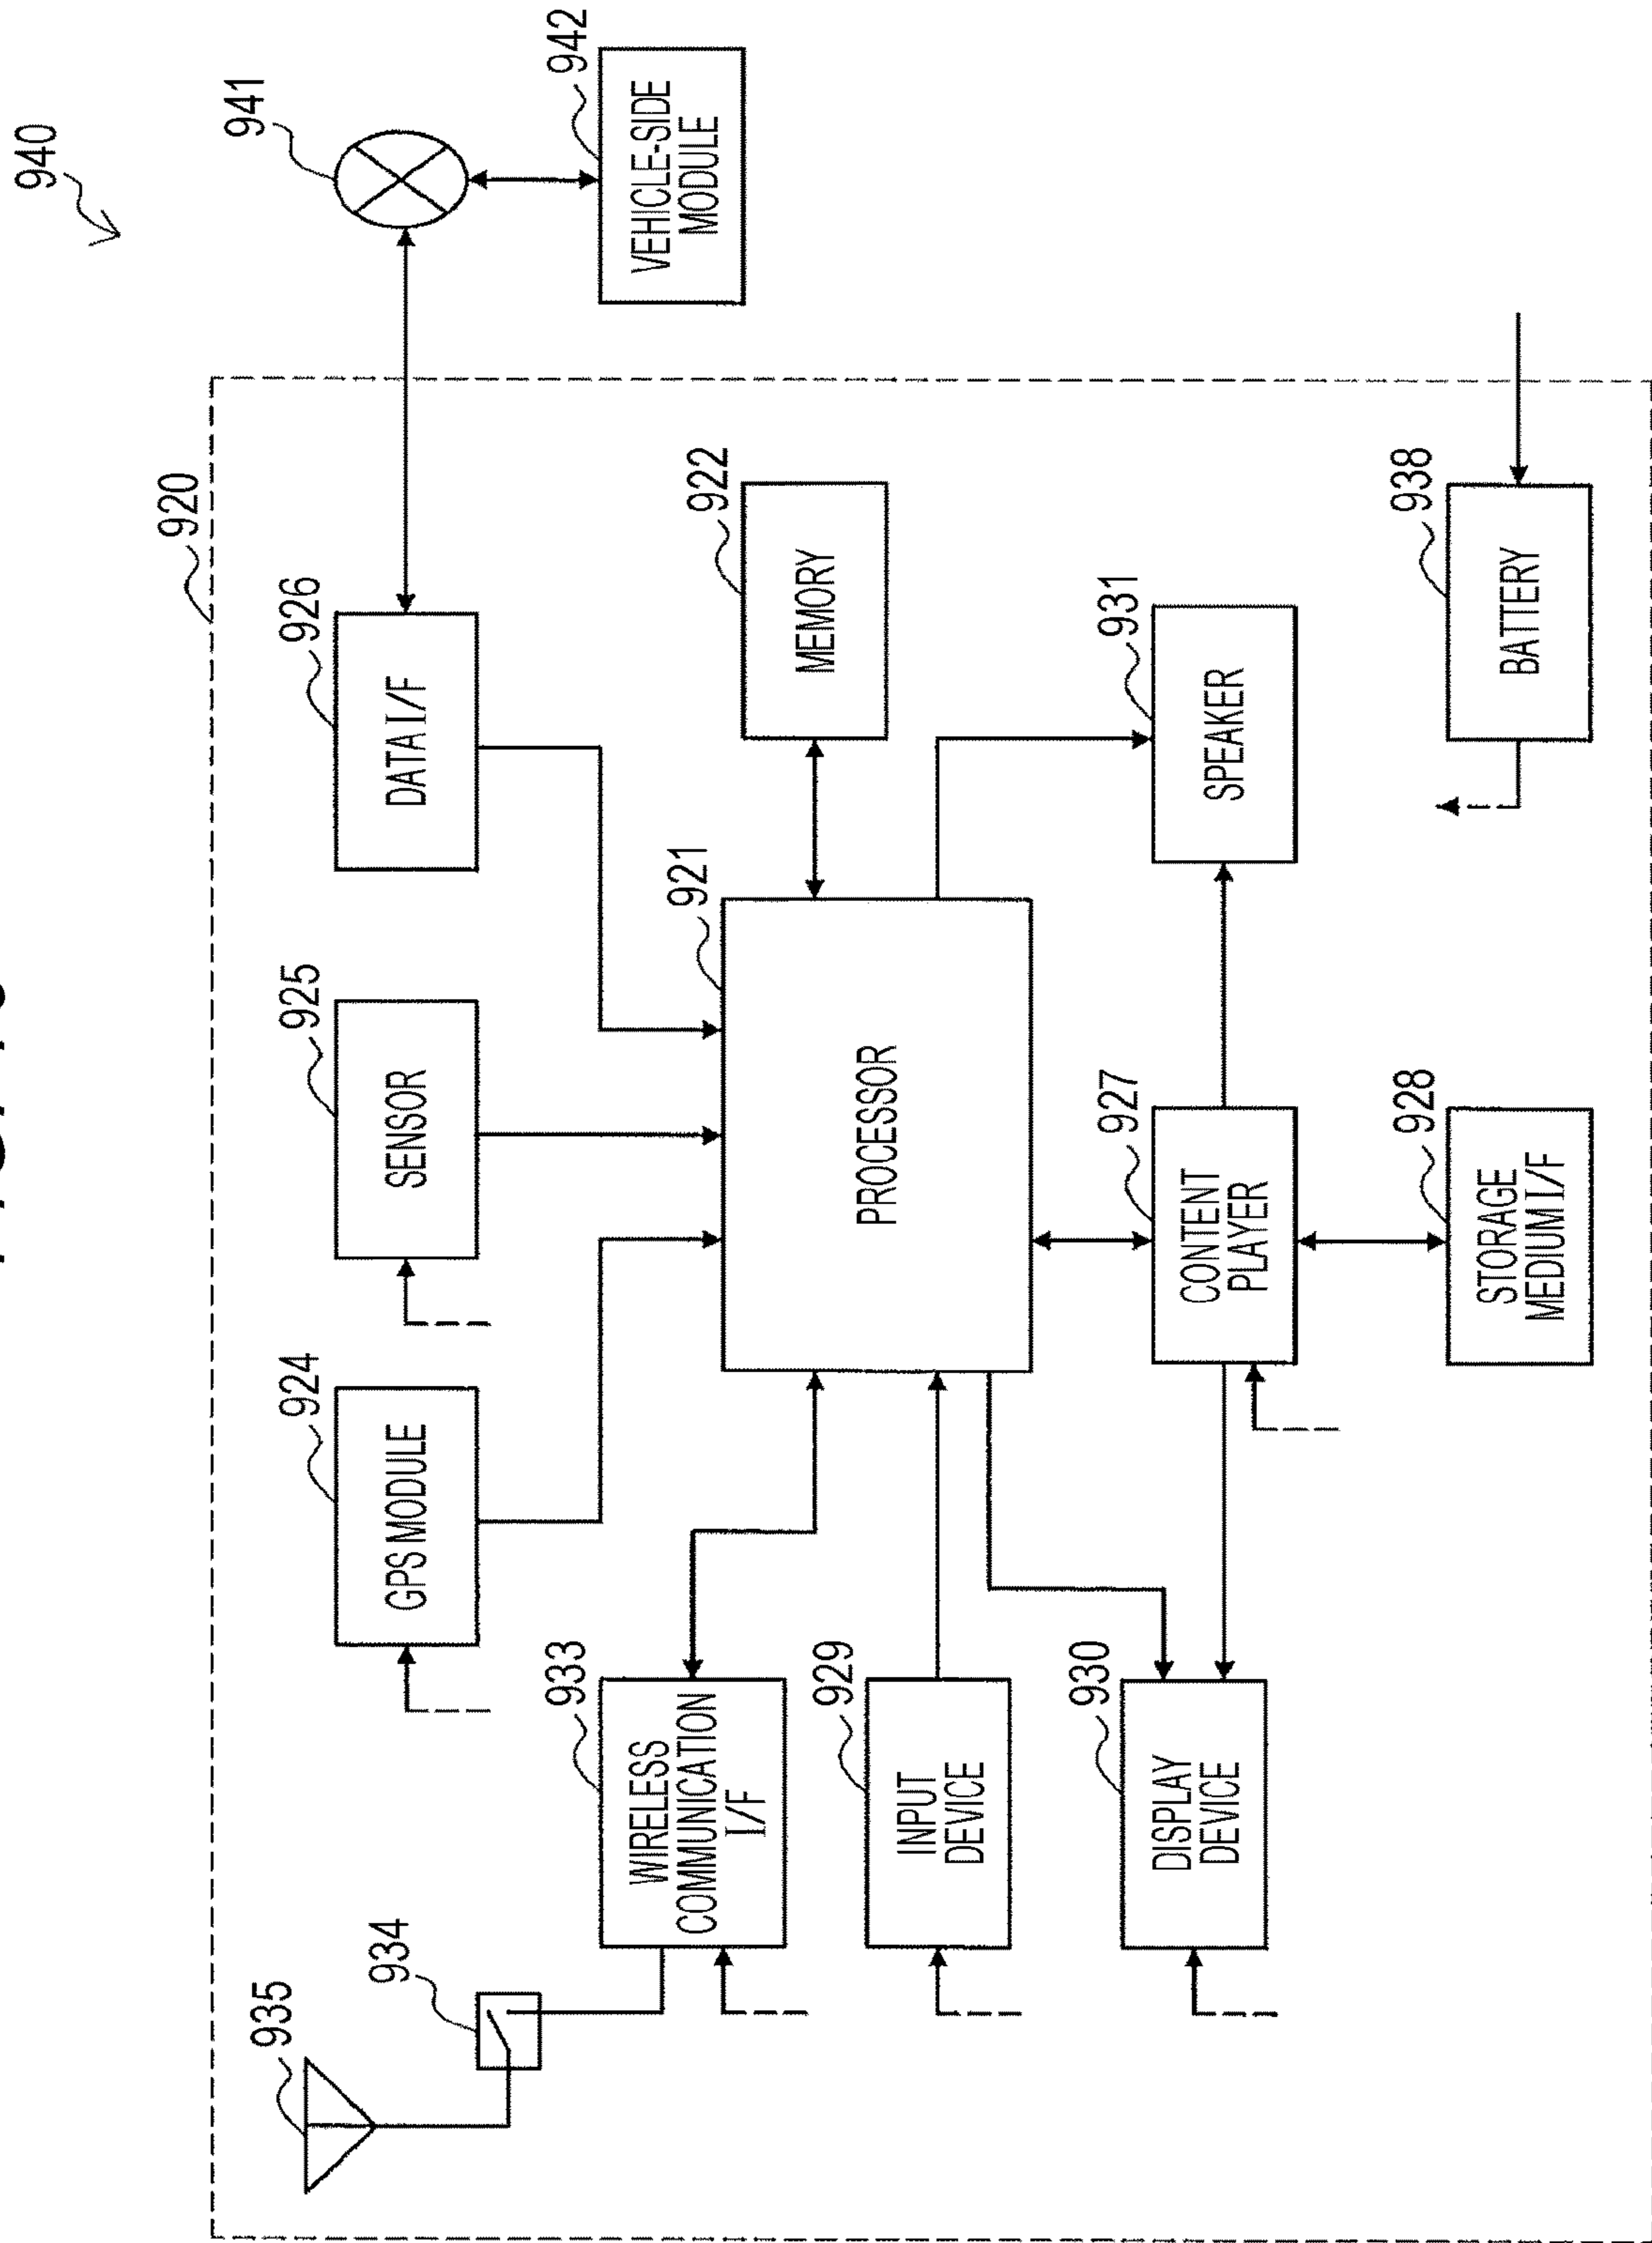 940
920
941
935
924
925
926
934
GPS MODULE
SENSOR
DATA I/F
933
942
WIRELESS
COMMUNICATION
I/F
VEHICLE-SIDE
MODULE
921
922
MEMORY
929
PROCESSOR
INPUT
DEVICE
930
927
931
DISPLAY
DEVICE
CONTENT
PLAYER
SPEAKER
928
938
STORAGE
MEDIUM I/F
BATTERY